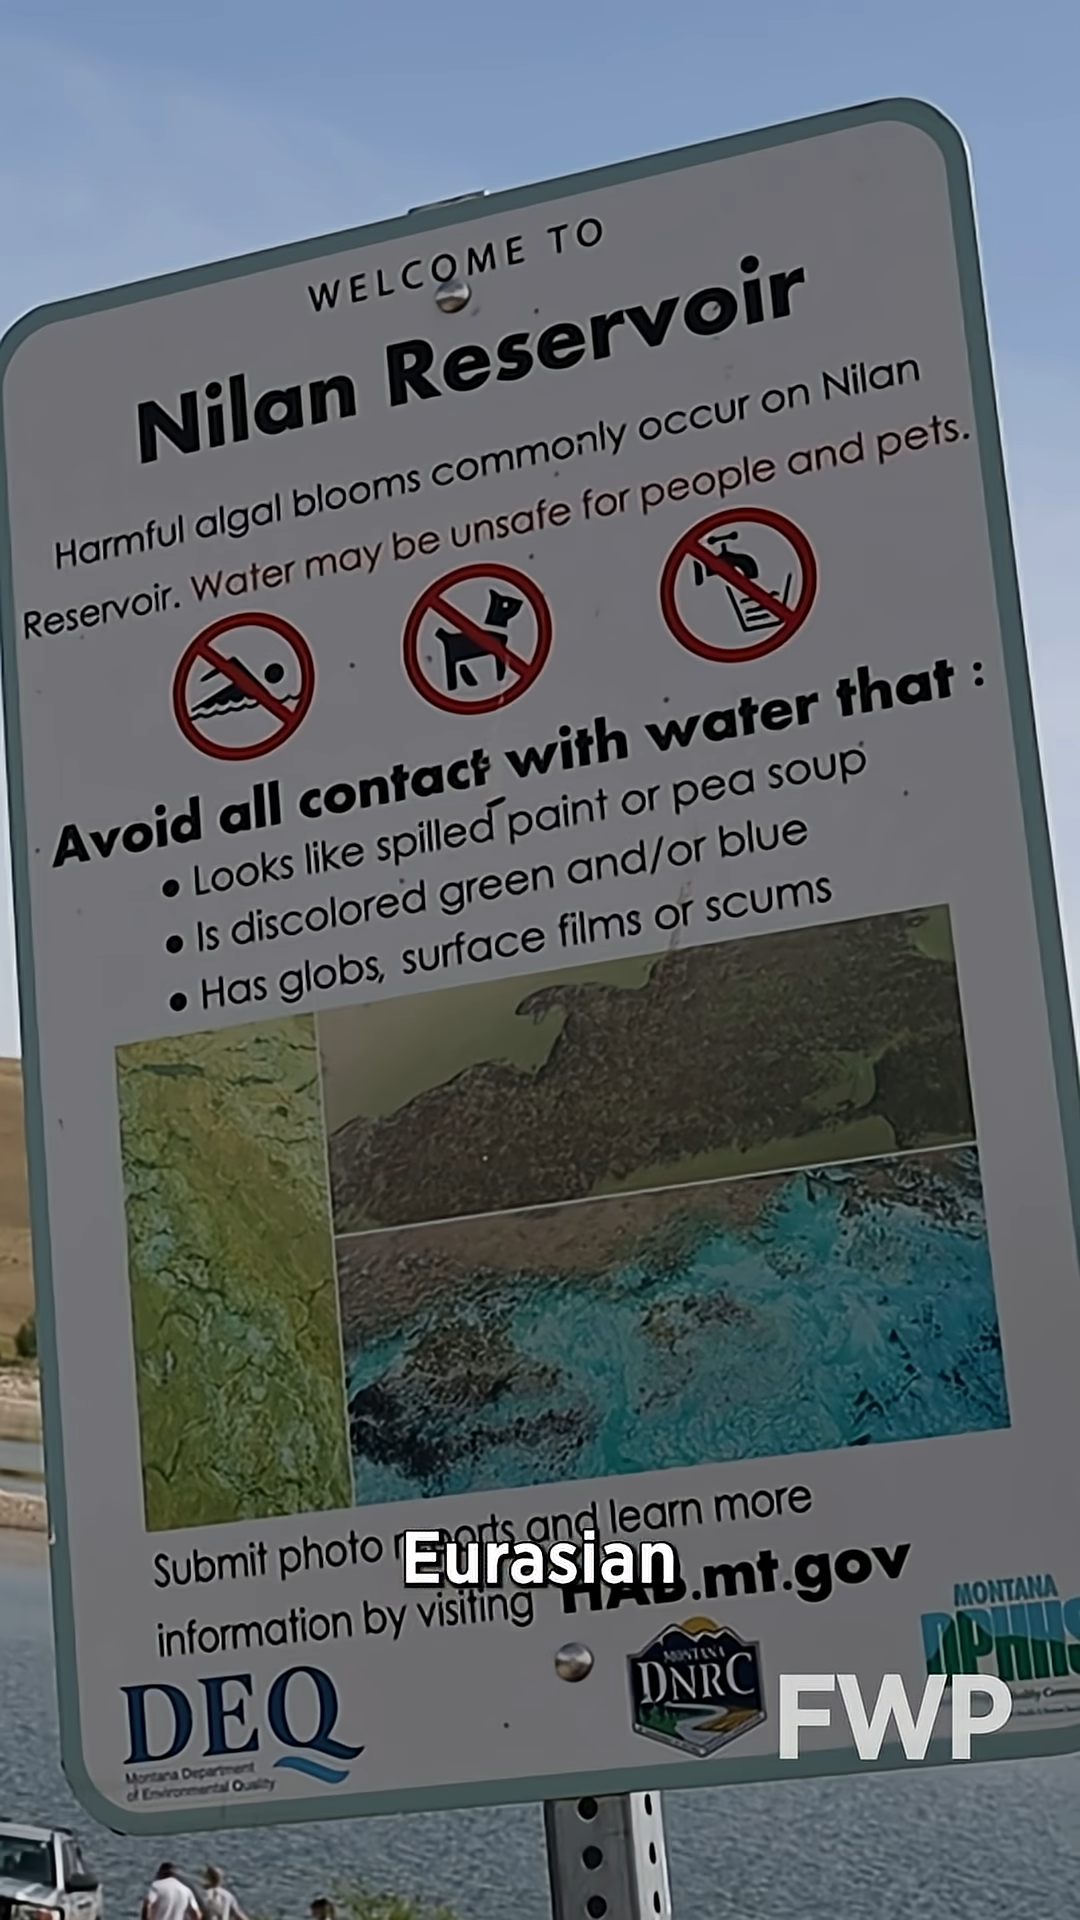 WELCOME TO
Nilan Reservoir
Harmful algal blooms commonly occur on Nilan
Reservoir. Water may be unsafe for people and pets.
Avoid all contact with water that :
• Looks like spilled paint or pea soup
• Is discolored green and/or blue
• Has globs, surface films or scums
Submit photo reports and learn more
Eurasian
information by visiting HAB.mt.gov
MONTANA
DPHHS
MONTANA
DNRC
FWP
DEQ
Montana Department
of Environmental Quality